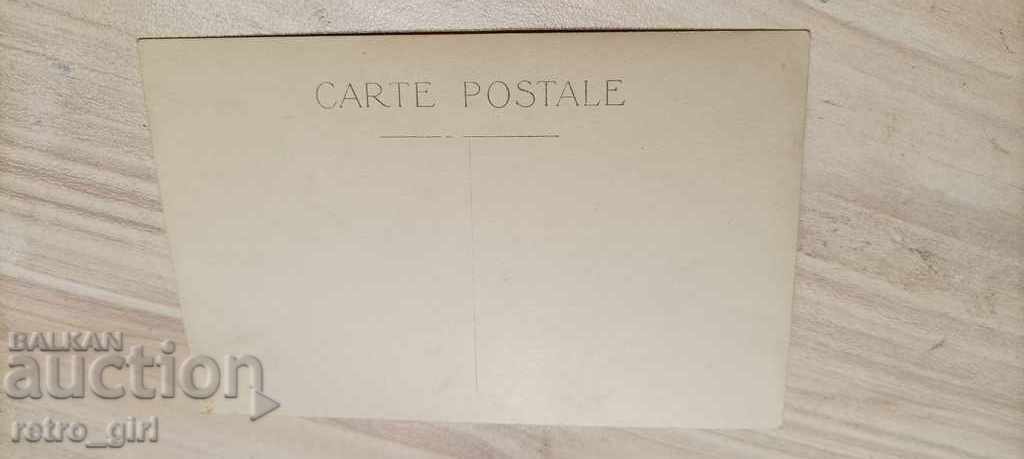 CARTE POSTALE
BALKAN
auction
retro_girl